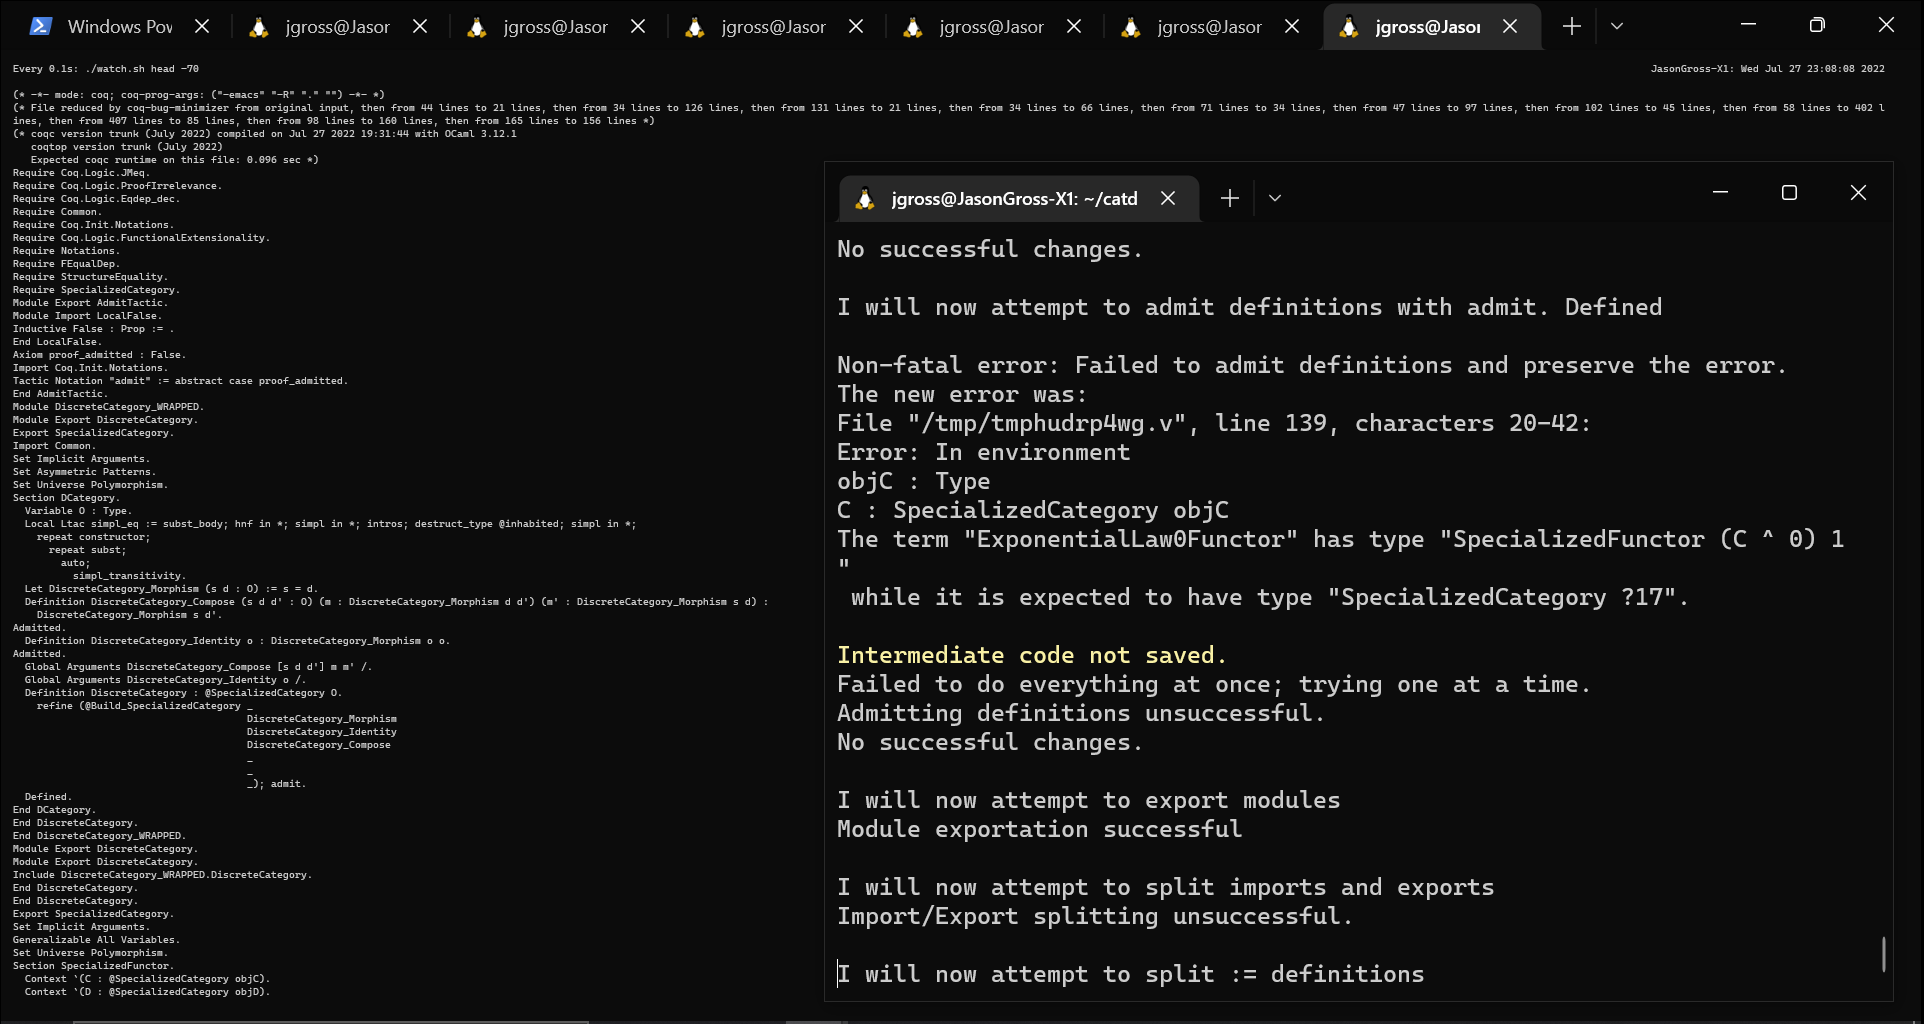 Windows Pov
jgross@Jasor
jgross@Jasor
jgross@Jasor
jgross@Jasor
jgross@Jasor
jgross@Jasor
Every 0.1s: ./watch.sh head -70
JasonGross-X1: Wed Jul 27 23:08:08 2022
(* -*- mode: coq; coq-prog-args: ("-emacs" "-R" "." "") -*- *)
(* File reduced by coq-bug-minimizer from original input, then from 44 lines to 21 lines, then from 34 lines to 126 lines, then from 131 lines to 21 lines, then from 34 lines to 66 lines, then from 71 lines to 34 lines, then from 47 lines to 97 lines, then from 102 lines to 45 lines, then from 58 lines to 402 l
ines, then from 407 lines to 85 lines, then from 98 lines to 160 lines, then from 165 lines to 156 lines *)
(* coqc version trunk (July 2022) compiled on Jul 27 2022 19:31:44 with OCaml 3.12.1
   coqtop version trunk (July 2022)
   Expected coqc runtime on this file: 0.096 sec *)
Require Coq.Logic.JMeq.
Require Coq.Logic.ProofIrrelevance.
Require Coq.Logic.Eqdep_dec.
Require Common.
Require Coq.Init.Notations.
Require Coq.Logic.FunctionalExtensionality.
Require Notations.
Require FEqualDep.
Require StructureEquality.
Require SpecializedCategory.
Module Export AdmitTactic.
Module Import LocalFalse.
Inductive False : Prop := .
End LocalFalse.
Axiom proof_admitted : False.
Import Coq.Init.Notations.
Tactic Notation "admit" := abstract case proof_admitted.
End AdmitTactic.
Module DiscreteCategory_WRAPPED.
Module Export DiscreteCategory.
Export SpecializedCategory.
Import Common.
Set Implicit Arguments.
Set Asymmetric Patterns.
Set Universe Polymorphism.
Section DCategory.
  Variable O : Type.
  Local Ltac simpl_eq := subst_body; hnf in *; simpl in *; intros; destruct_type @inhabited; simpl in *;
    repeat constructor;
      repeat subst;
        auto;
          simpl_transitivity.
  Let DiscreteCategory_Morphism (s d : O) := s = d.
  Definition DiscreteCategory_Compose (s d d' : O) (m : DiscreteCategory_Morphism d d') (m' : DiscreteCategory_Morphism s d) :
    DiscreteCategory_Morphism s d'.
Admitted.
  Definition DiscreteCategory_Identity o : DiscreteCategory_Morphism o o.
Admitted.
  Global Arguments DiscreteCategory_Compose [s d d'] m m' /.
  Global Arguments DiscreteCategory_Identity o /.
  Definition DiscreteCategory : @SpecializedCategory O.
    refine (@Build_SpecializedCategory _
                                       DiscreteCategory_Morphism
                                       DiscreteCategory_Identity
                                       DiscreteCategory_Compose
                                       _
                                       _
                                       _); admit.
  Defined.
End DCategory.
End DiscreteCategory.
End DiscreteCategory_WRAPPED.
Module Export DiscreteCategory.
Module Export DiscreteCategory.
Include DiscreteCategory_WRAPPED.DiscreteCategory.
End DiscreteCategory.
End DiscreteCategory.
Export SpecializedCategory.
Set Implicit Arguments.
Generalizable All Variables.
Set Universe Polymorphism.
Section SpecializedFunctor.
  Context `(C : @SpecializedCategory objC).
  Context `(D : @SpecializedCategory objD).
jgross@JasonGross-X1: ~/catd
No successful changes.
I will now attempt to admit definitions with admit. Defined
Non-fatal error: Failed to admit definitions and preserve the error.
The new error was:
File "/tmp/tmphudrp4wg.v", line 139, characters 20-42:
Error: In environment
objC : Type
C : SpecializedCategory objC
The term "ExponentialLaw0Functor" has type "SpecializedFunctor (C ^ 0) 1
"
 while it is expected to have type "SpecializedCategory ?17".
Intermediate code not saved.
Failed to do everything at once; trying one at a time.
Admitting definitions unsuccessful.
No successful changes.
I will now attempt to export modules
Module exportation successful
I will now attempt to split imports and exports
Import/Export splitting unsuccessful.
I will now attempt to split := definitions